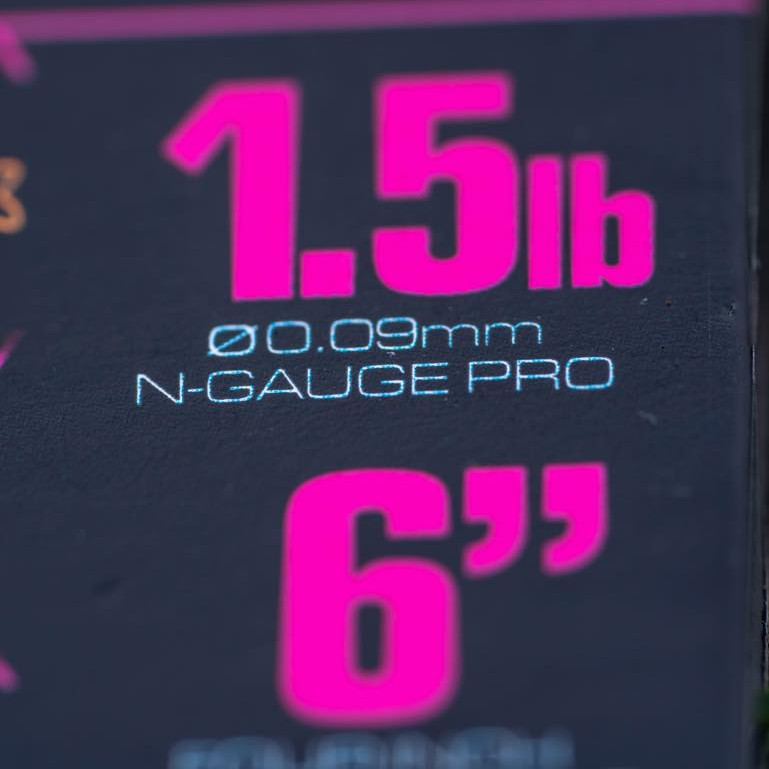 1.5lb
Ø0.09mm
N-GAUGE PRO
6”